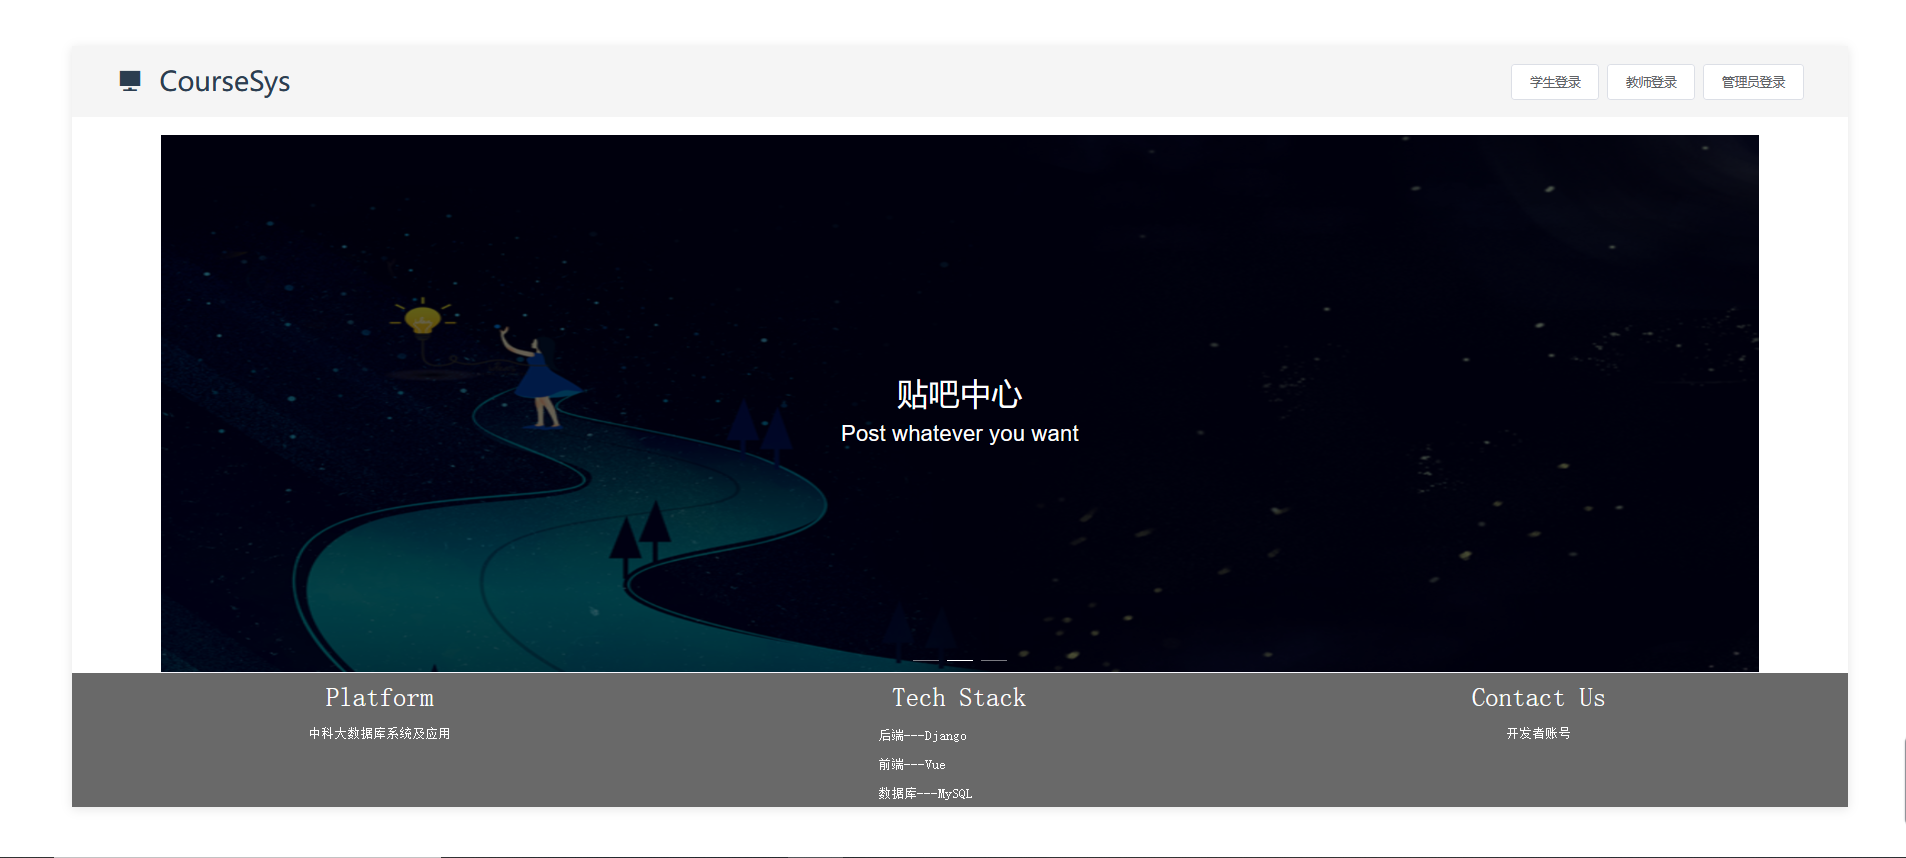 CourseSys
学生登录
教师登录
管理员登录
贴吧中心
Post whatever you want
Platform
中科大数据库系统及应用
Tech Stack
后端---Django
前端---Vue
数据库---MySQL
Contact Us
开发者账号